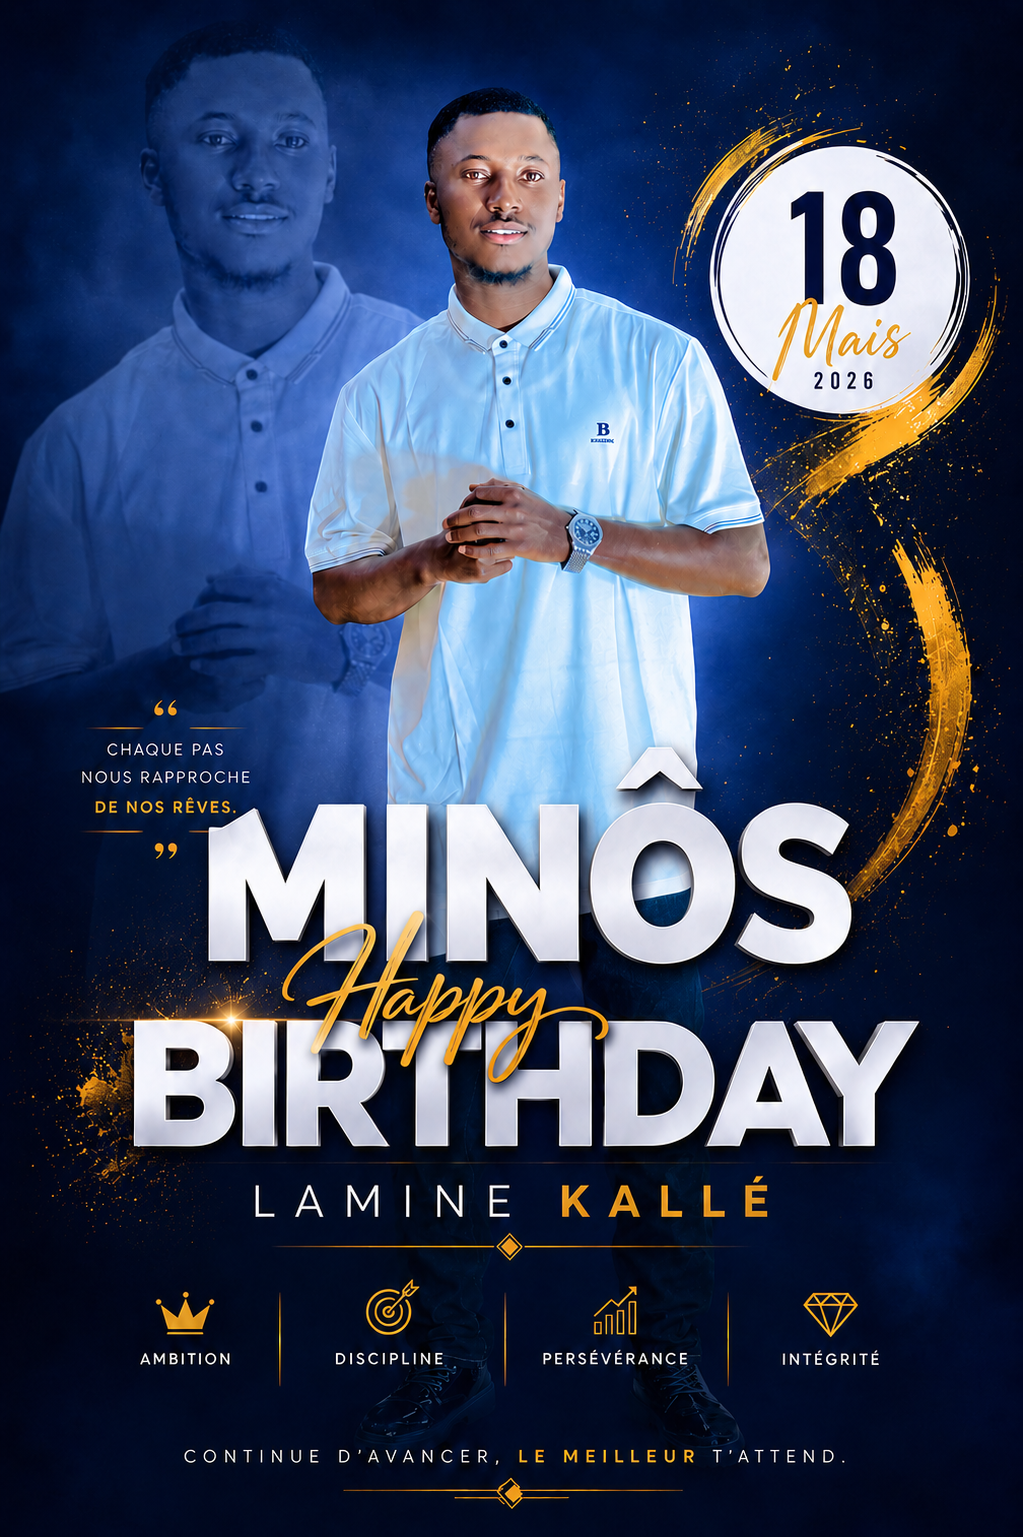 18
Mais
2026
B
“
CHAQUE PAS
NOUS RAPPROCHE
DE NOS RÊVES.
”
MINÔS
Happy
BIRTHDAY
LAMINE KALLÉ
AMBITION
DISCIPLINE
PERSÉVÉRANCE
INTÉGRITÉ
CONTINUE D'AVANCER, LE MEILLEUR T'ATTEND.